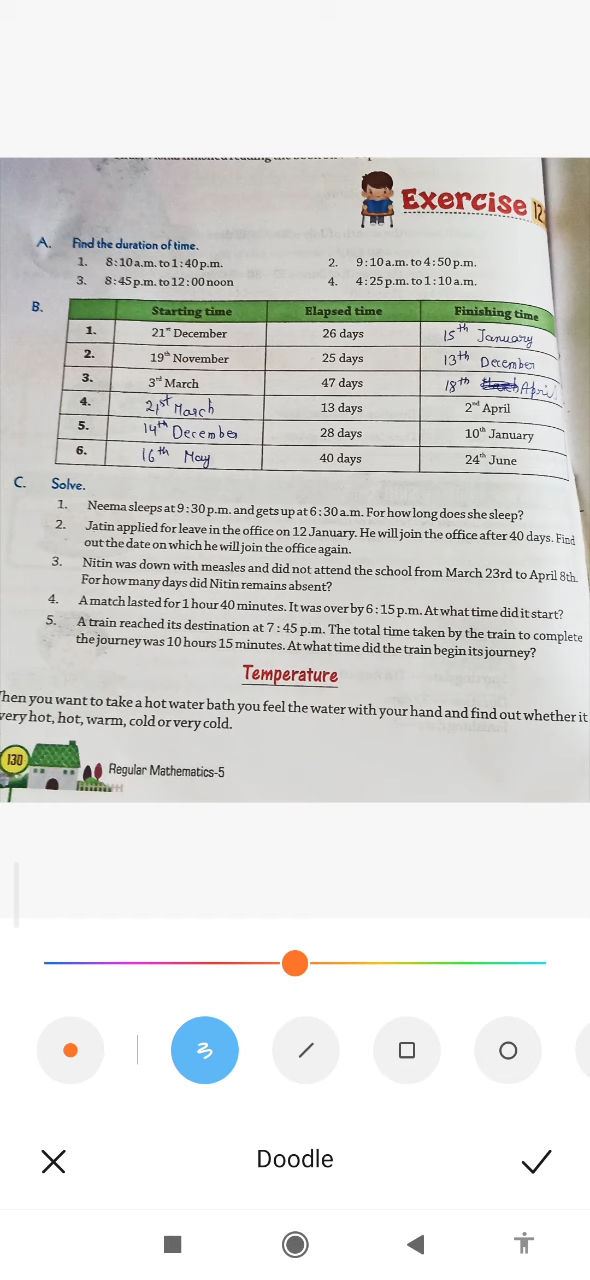 Exercise 12
A. Find the duration of time.
1. 8:10 a.m. to 1:40 p.m. 2. 9:10 a.m. to 4:50 p.m.
3. 8:45 p.m. to 12:00 noon 4. 4:25 p.m. to 1:10 a.m.
B. Starting time Elapsed time Finishing time
1. 21st December 26 days 15th January
2. 19th November 25 days 13th December
3. 3rd March 47 days 18th April
4. 21st March 13 days 2nd April
5. 14th December 28 days 10th January
6. 16th May 40 days 24th June
C. Solve.
1. Neema sleeps at 9:30 p.m. and gets up at 6:30 a.m. For how long does she sleep?
2. Jatin applied for leave in the office on 12 January. He will join the office after 40 days. Find
out the date on which he will join the office again.
3. Nitin was down with measles and did not attend the school from March 23rd to April 8th.
For how many days did Nitin remains absent?
4. A match lasted for 1 hour 40 minutes. It was over by 6:15 p.m. At what time did it start?
5. A train reached its destination at 7:45 p.m. The total time taken by the train to complete
the journey was 10 hours 15 minutes. At what time did the train begin its journey?
Temperature
hen you want to take a hot water bath you feel the water with your hand and find out whether it
very hot, hot, warm, cold or very cold.
130 Regular Mathematics-5
Doodle